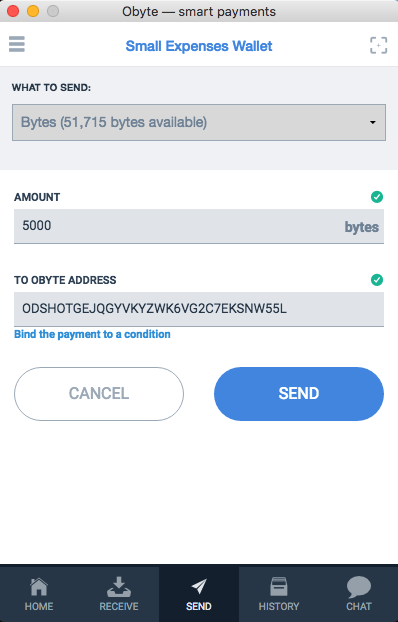 Obyte — smart payments
Small Expenses Wallet
WHAT TO SEND:
Bytes (51,715 bytes available)
AMOUNT
5000 bytes
TO OBYTE ADDRESS
ODSHOTGEJQGYVKYZWK6VG2C7EKSNW55L
Bind the payment to a condition
CANCEL SEND
HOME RECEIVE SEND HISTORY CHAT